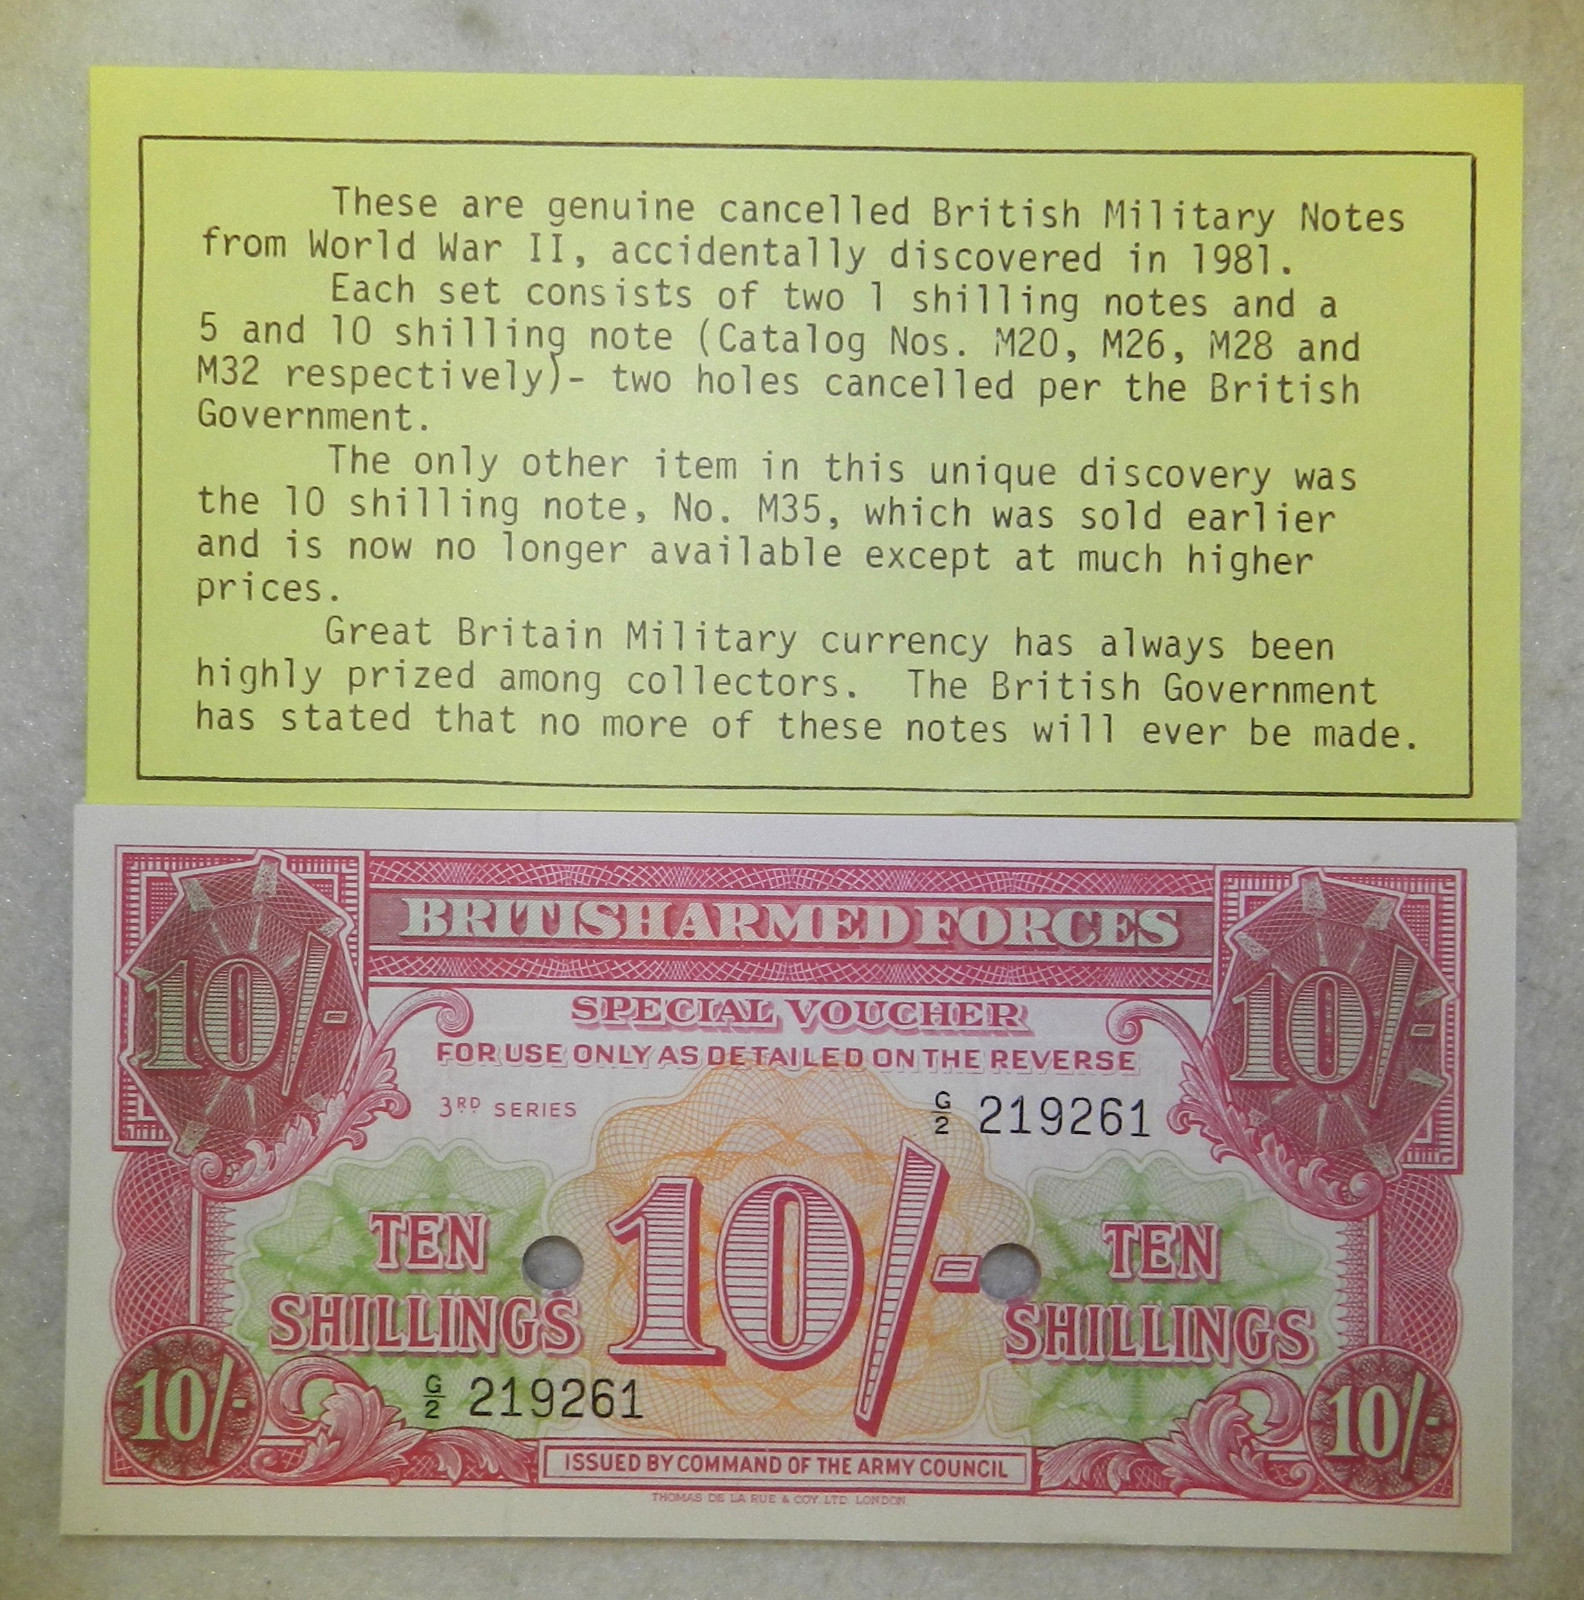 These are genuine cancelled British Military Notes
from World War II, accidentally discovered in 1981.
Each set consists of two 1 shilling notes and a
5 and 10 shilling note (Catalog Nos. M20, M26, M28 and
M32 respectively)- two holes cancelled per the British
Government.
The only other item in this unique discovery was
the 10 shilling note, No. M35, which was sold earlier
and is now no longer available except at much higher
prices.
Great Britain Military currency has always been
highly prized among collectors. The British Government
has stated that no more of these notes will ever be made.
BRITISH ARMED FORCES
10/- 10/-
SPECIAL VOUCHER
FOR USE ONLY AS DETAILED ON THE REVERSE
3RD SERIES G/2 219261
TEN SHILLINGS 10/- TEN SHILLINGS
G/2 219261
10/- 10/-
ISSUED BY COMMAND OF THE ARMY COUNCIL
THOMAS DE LA RUE & COY. LTD. LONDON